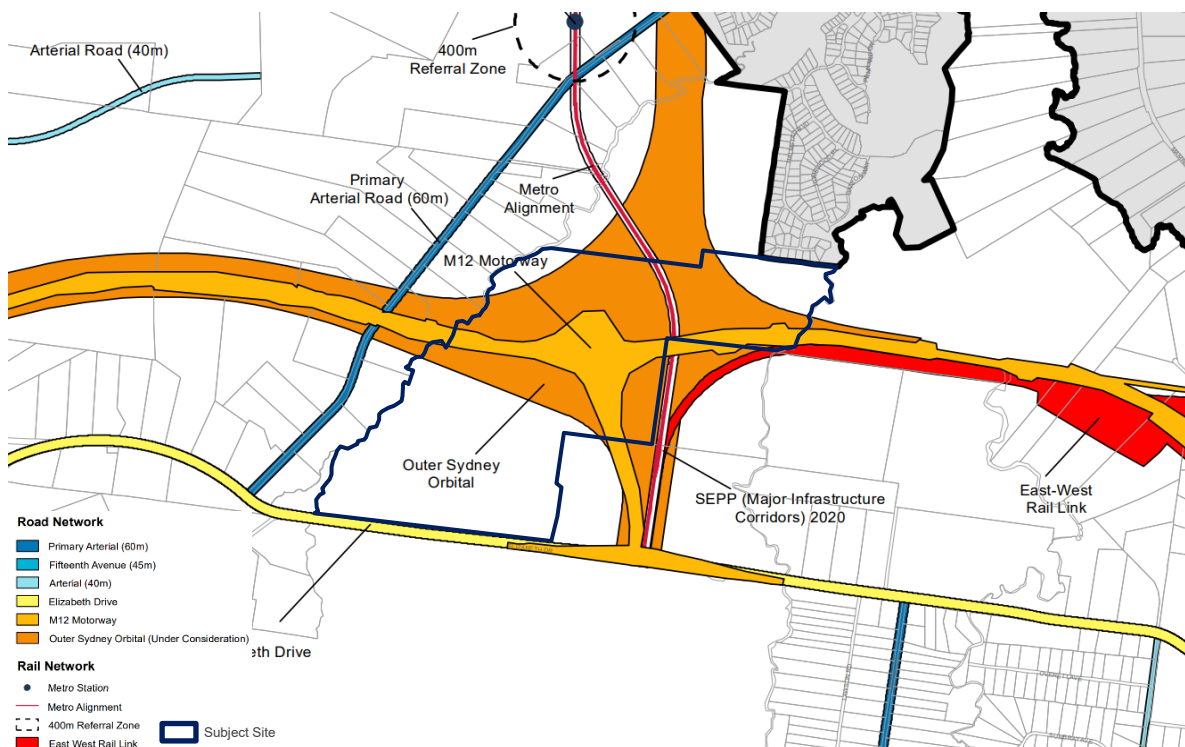 Arterial Road (40m)
400m
Referral Zone
Primary
Arterial Road (60m)
Metro
Alignment
M12 Motorway
Outer Sydney
Orbital
SEPP (Major Infrastructure
Corridors) 2020
East-West
Rail Link
eth Drive
Road Network
Primary Arterial (60m)
Fifteenth Avenue (45m)
Arterial (40m)
Elizabeth Drive
M12 Motorway
Outer Sydney Orbital (Under Consideration)
Rail Network
Metro Station
Metro Alignment
400m Referral Zone
East West Rail Link
Subject Site